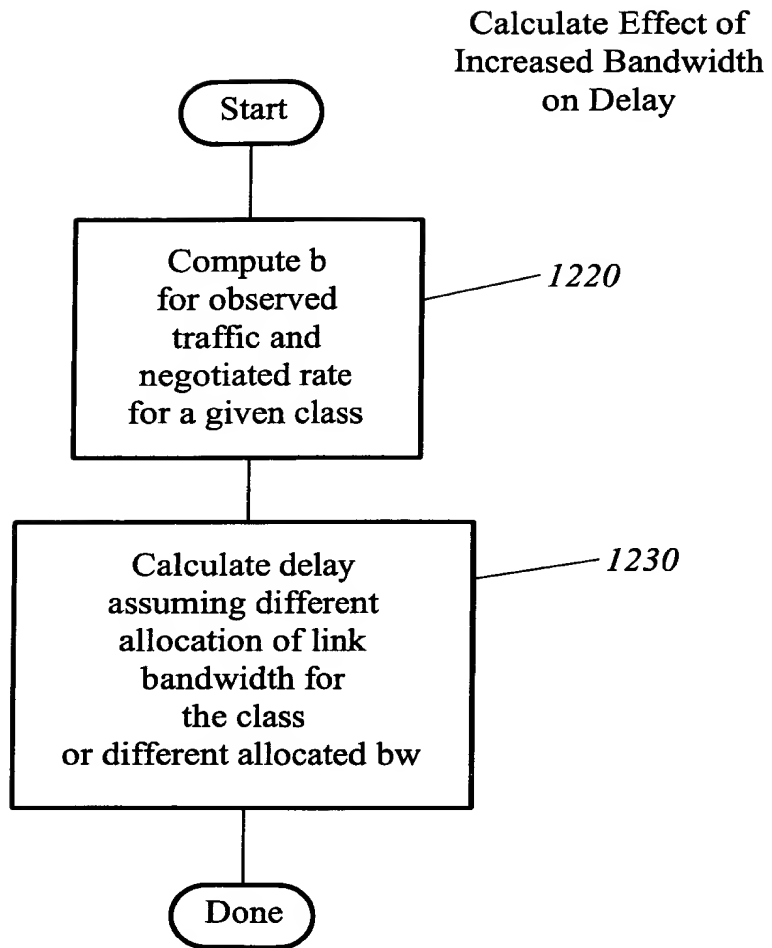 Calculate Effect of
Increased Bandwidth
on Delay
Start
Compute b
for observed
traffic and
negotiated rate
for a given class
1220
Calculate delay
assuming different
allocation of link
bandwidth for
the class
or different allocated bw
1230
Done